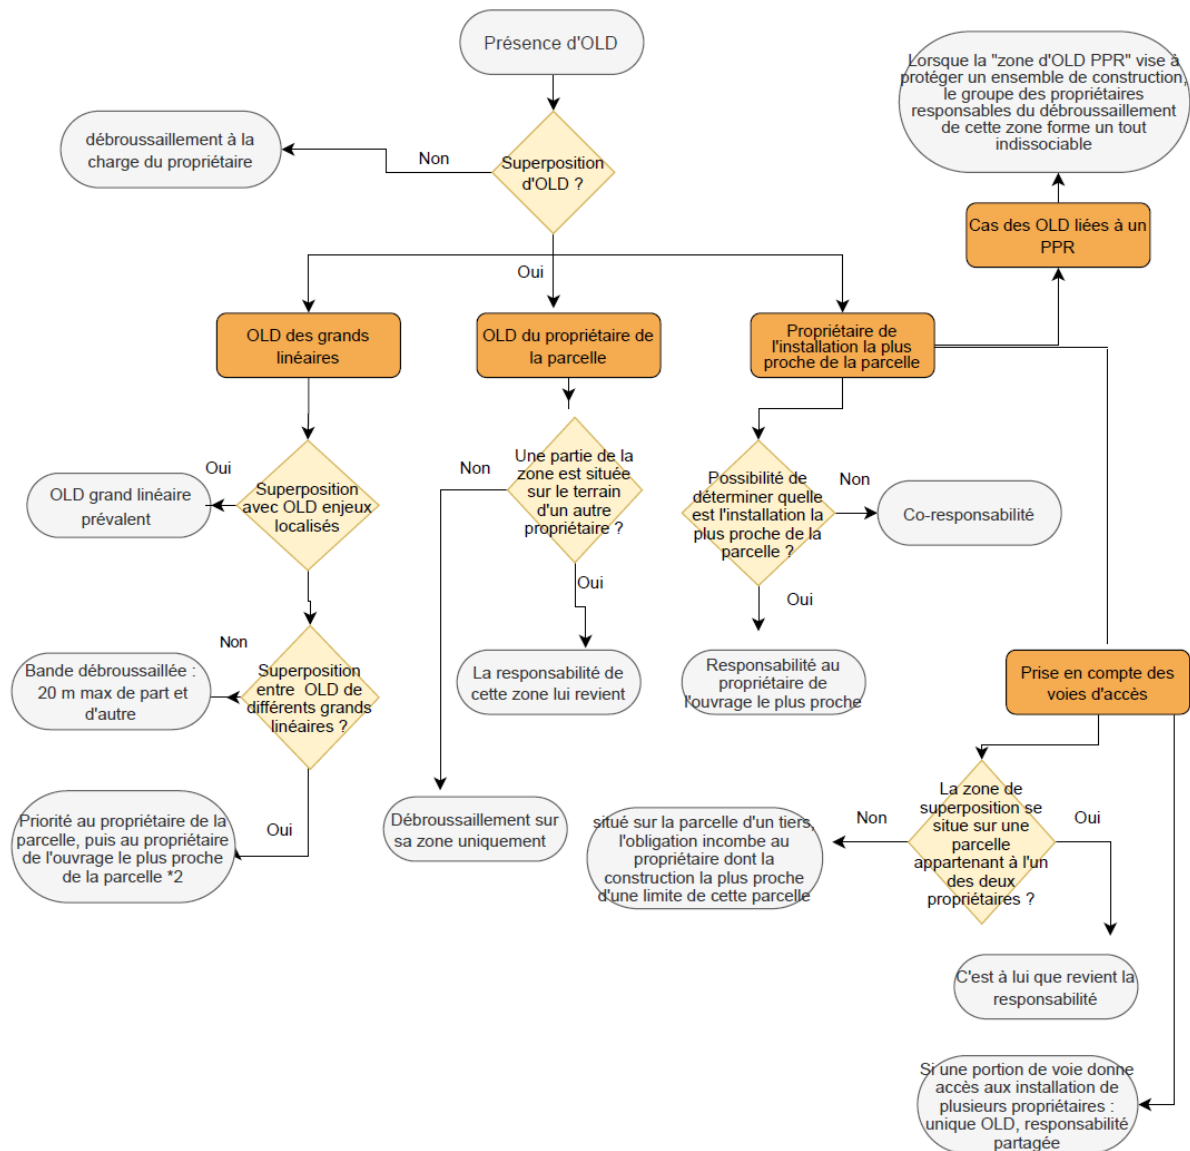 Présence d'OLD
Lorsque la "zone d'OLD PPR" vise à
protéger un ensemble de construction,
le groupe des propriétaires
responsables du débroussaillement
de cette zone forme un tout
indissociable
débroussaillement à la
charge du propriétaire
Non
Superposition
d'OLD ?
Cas des OLD liées à un
PPR
Oui
OLD des grands
linéaires
OLD du propriétaire de
la parcelle
Propriétaire de
l'installation la plus
proche de la parcelle
Oui
OLD grand linéaire
prévalent
Superposition
avec OLD enjeux
localisés
Non
Une partie de la
zone est située
sur le terrain
d'un autre
propriétaire ?
Possibilité de
déterminer quelle
est l'installation la
plus proche de la
parcelle ?
Non
Co-responsabilité
Oui
Oui
Non
Bande débroussaillée :
20 m max de part et
d'autre
Superposition
entre OLD de
différents grands
linéaires ?
La responsabilité de
cette zone lui revient
Responsabilité au
propriétaire de
l'ouvrage le plus proche
Prise en compte des
voies d'accès
Priorité au propriétaire de la
parcelle, puis au propriétaire
de l'ouvrage le plus proche
de la parcelle *2
Oui
Débroussaillement sur
sa zone uniquement
situé sur la parcelle d'un tiers,
l'obligation incombe au
propriétaire dont la
construction la plus proche
d'une limite de cette parcelle
Non
La zone de
superposition se
situe sur une
parcelle
appartenant à l'un
des deux
propriétaires ?
Oui
C'est à lui que revient la
responsabilité
Si une portion de voie donne
accès aux installation de
plusieurs propriétaires :
unique OLD, responsabilité
partagée